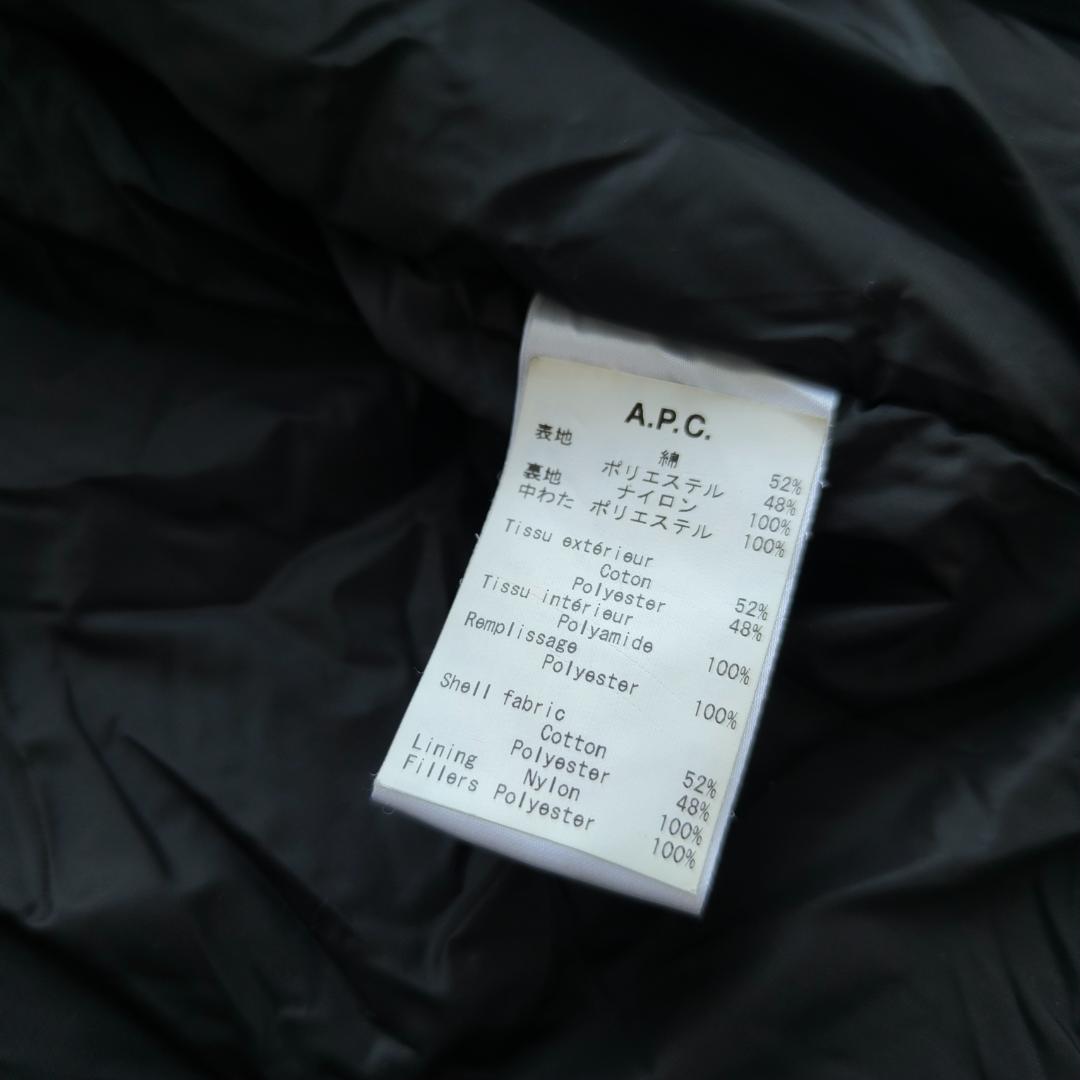 A.P.C.
表地 綿 52%
ポリエステル 48%
裏地 ナイロン 100%
中わた ポリエステル 100%
Tissu extérieur
Coton 52%
Polyester 48%
Tissu intérieur
Polyamide 100%
Remplissage
Polyester 100%
Shell fabric
Cotton 52%
Polyester 48%
Lining Nylon 100%
Fillers Polyester 100%